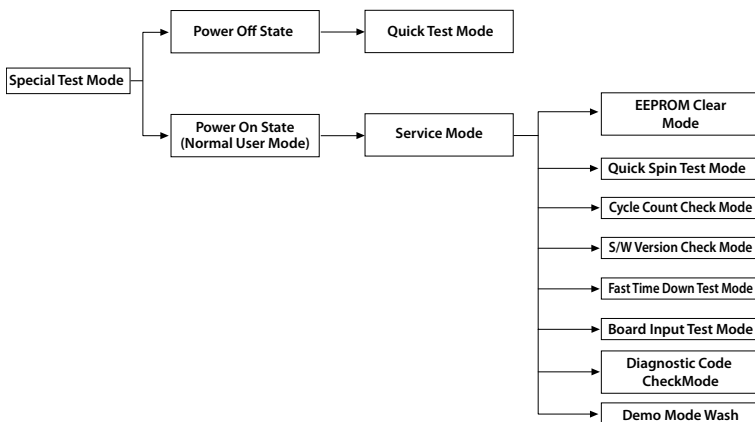 Special Test Mode
Power Off State
Quick Test Mode
Power On State
(Normal User Mode)
Service Mode
EEPROM Clear
Mode
Quick Spin Test Mode
Cycle Count Check Mode
S/W Version Check Mode
Fast Time Down Test Mode
Board Input Test Mode
Diagnostic Code
CheckMode
Demo Mode Wash